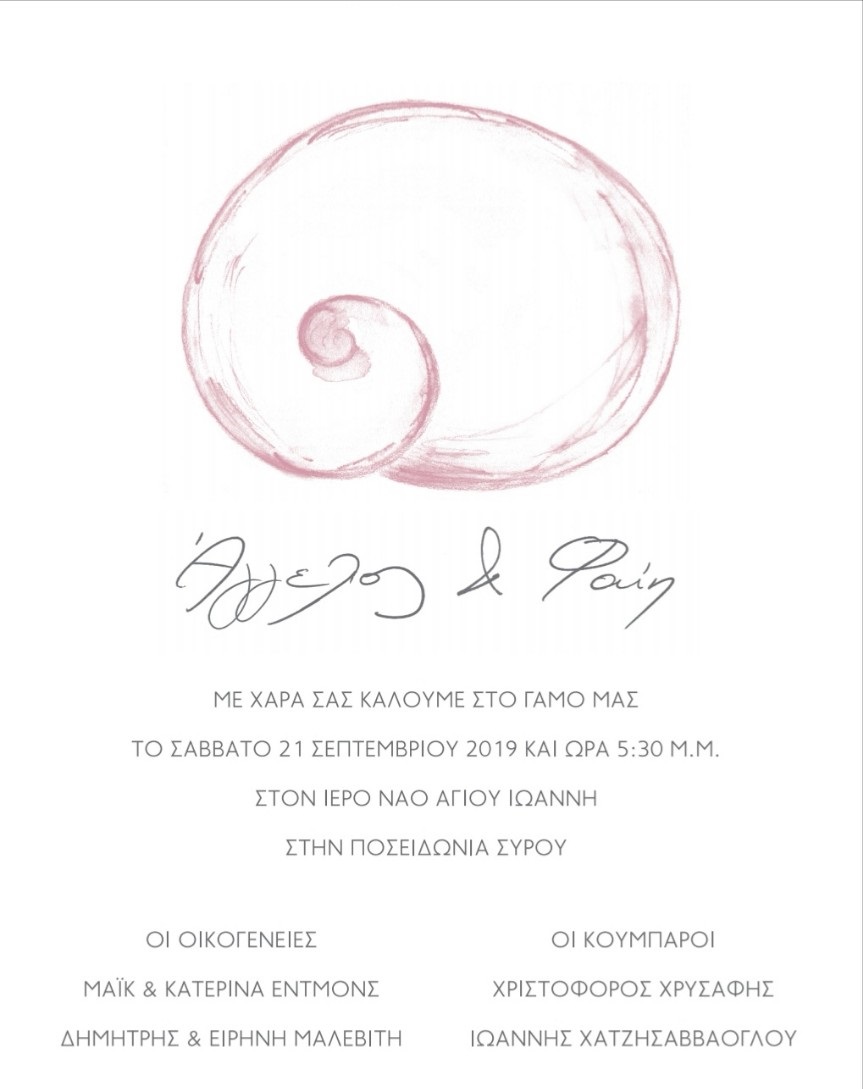 Άγγελος & Φαίη
ΜΕ ΧΑΡΑ ΣΑΣ ΚΑΛΟΥΜΕ ΣΤΟ ΓΑΜΟ ΜΑΣ
ΤΟ ΣΑΒΒΑΤΟ 21 ΣΕΠΤΕΜΒΡΙΟΥ 2019 ΚΑΙ ΩΡΑ 5:30 Μ.Μ.
ΣΤΟΝ ΙΕΡΟ ΝΑΟ ΑΓΙΟΥ ΙΩΑΝΝΗ
ΣΤΗΝ ΠΟΣΕΙΔΩΝΙΑ ΣΥΡΟΥ
ΟΙ ΟΙΚΟΓΕΝΕΙΕΣ
ΜΑΪΚ & ΚΑΤΕΡΙΝΑ ΕΝΤΜΟΝΣ
ΔΗΜΗΤΡΗΣ & ΕΙΡΗΝΗ ΜΑΛΕΒΙΤΗ
ΟΙ ΚΟΥΜΠΑΡΟΙ
ΧΡΙΣΤΟΦΟΡΟΣ ΧΡΥΣΑΦΗΣ
ΙΩΑΝΝΗΣ ΧΑΤΖΗΣΑΒΒΑΟΓΛΟΥ